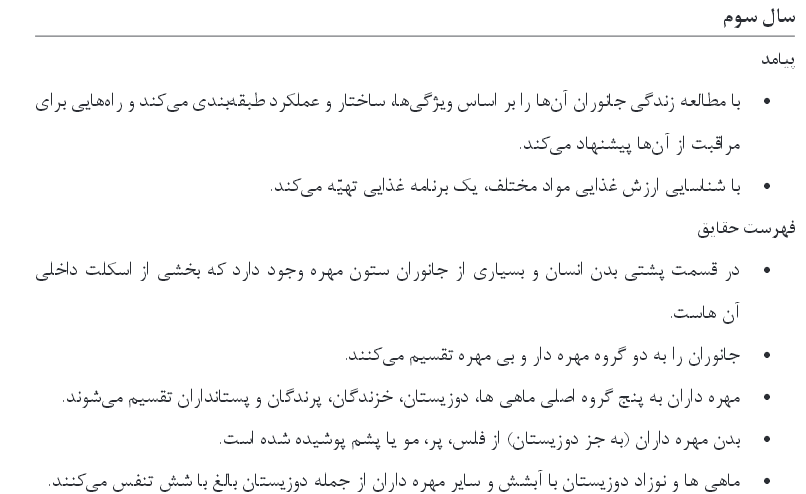 سال سوم
پیامد
• با مطالعه زندگی جانوران آن‌ها را بر اساس ویژگی‌ها، ساختار و عملکرد طبقه‌بندی می‌کند و راه‌هایی برای
مراقبت از آن‌ها پیشنهاد می‌کند.
• با شناسایی ارزش غذایی مواد مختلف، یک برنامه غذایی تهیّه می‌کند.
فهرست حقایق
• در قسمت پشتی بدن انسان و بسیاری از جانوران ستون مهره وجود دارد که بخشی از اسکلت داخلی
آن هاست.
• جانوران را به دو گروه مهره دار و بی مهره تقسیم می‌کنند.
• مهره داران به پنج گروه اصلی ماهی ها، دوزیستان، خزندگان، پرندگان و پستانداران تقسیم می‌شوند.
• بدن مهره داران (به جز دوزیستان) از فلس، پر، مو یا پشم پوشیده شده است.
• ماهی ها و نوزاد دوزیستان با آبشش و سایر مهره داران از جمله دوزیستان بالغ با شش تنفس می‌کنند.